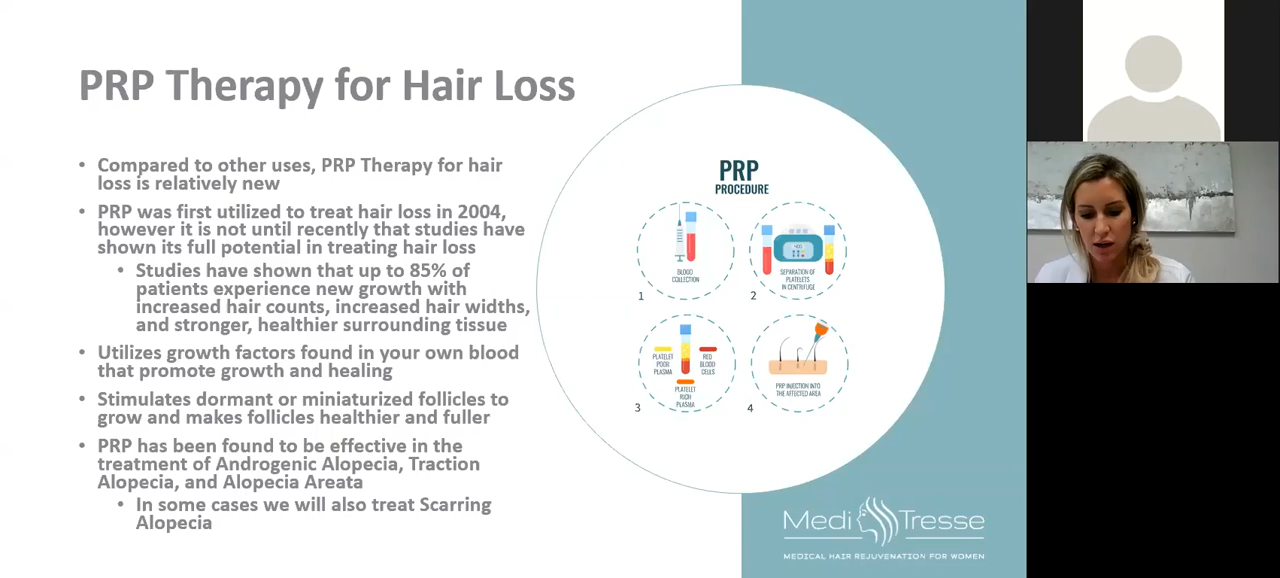 PRP Therapy for Hair Loss
• Compared to other uses, PRP Therapy for hair
loss is relatively new
• PRP was first utilized to treat hair loss in 2004,
however it is not until recently that studies have
shown its full potential in treating hair loss
• Studies have shown that up to 85% of
patients experience new growth with
increased hair counts, increased hair widths,
and stronger, healthier surrounding tissue
• Utilizes growth factors found in your own blood
that promote growth and healing
• Stimulates dormant or miniaturized follicles to
grow and makes follicles healthier and fuller
• PRP has been found to be effective in the
treatment of Androgenic Alopecia, Traction
Alopecia, and Alopecia Areata
• In some cases we will also treat Scarring
Alopecia
PRP
PROCEDURE
BLOOD
COLLECTION
1
SEPARATION OF
PLATELETS
IN CENTRIFUGE
2
PLATELET
POOR
PLASMA
RED
BLOOD
CELLS
PLATELET
RICH
PLASMA
3
PRP INJECTION INTO
THE AFFECTED AREA
4
Medi Tresse
MEDICAL HAIR REJUVENATION FOR WOMEN